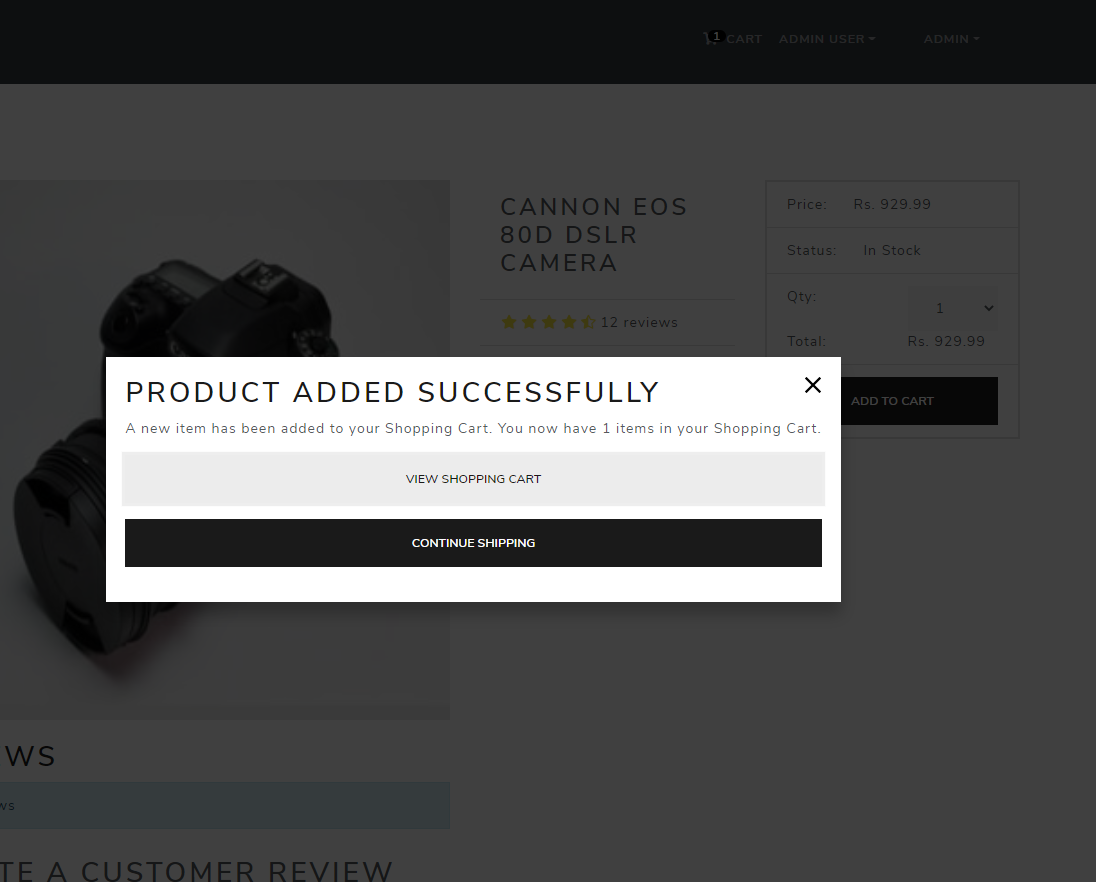 1 CART ADMIN USER ADMIN
CANNON EOS
80D DSLR
CAMERA
12 reviews
Price: Rs. 929.99
Status: In Stock
Qty: 1
Total: Rs. 929.99
ADD TO CART
PRODUCT ADDED SUCCESSFULLY
A new item has been added to your Shopping Cart. You now have 1 items in your Shopping Cart.
VIEW SHOPPING CART
CONTINUE SHIPPING
WS
ws
TE A CUSTOMER REVIEW